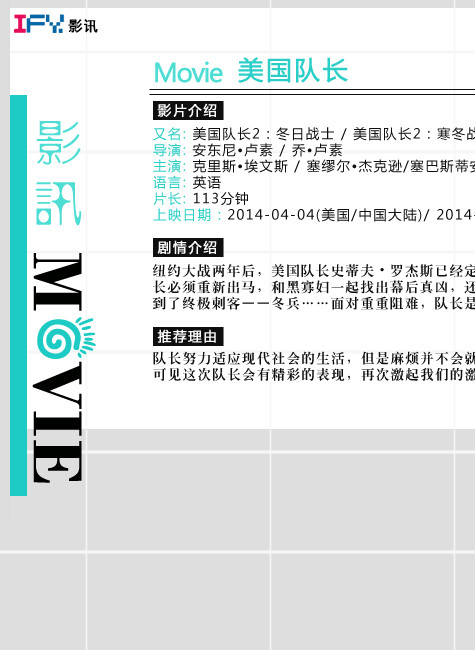 IFY. 影讯
Movie 美国队长
影片介绍
又名: 美国队长2：冬日战士 / 美国队长2：寒冬战
导演: 安东尼•卢素 / 乔•卢素
主演: 克里斯•埃文斯 / 塞缪尔•杰克逊/塞巴斯蒂安
语言: 英语
片长: 113分钟
上映日期 : 2014-04-04(美国/中国大陆)/ 2014-
剧情介绍
纽约大战两年后，美国队长史蒂夫·罗杰斯已经定
长必须重新出马，和黑寡妇一起找出幕后真凶，还
到了终极刺客——冬兵……面对重重阻难，队长是
推荐理由
队长努力适应现代社会的生活，但是麻烦并不会就
可见这次队长会有精彩的表现，再次激起我们的激
影訊
MOVIE